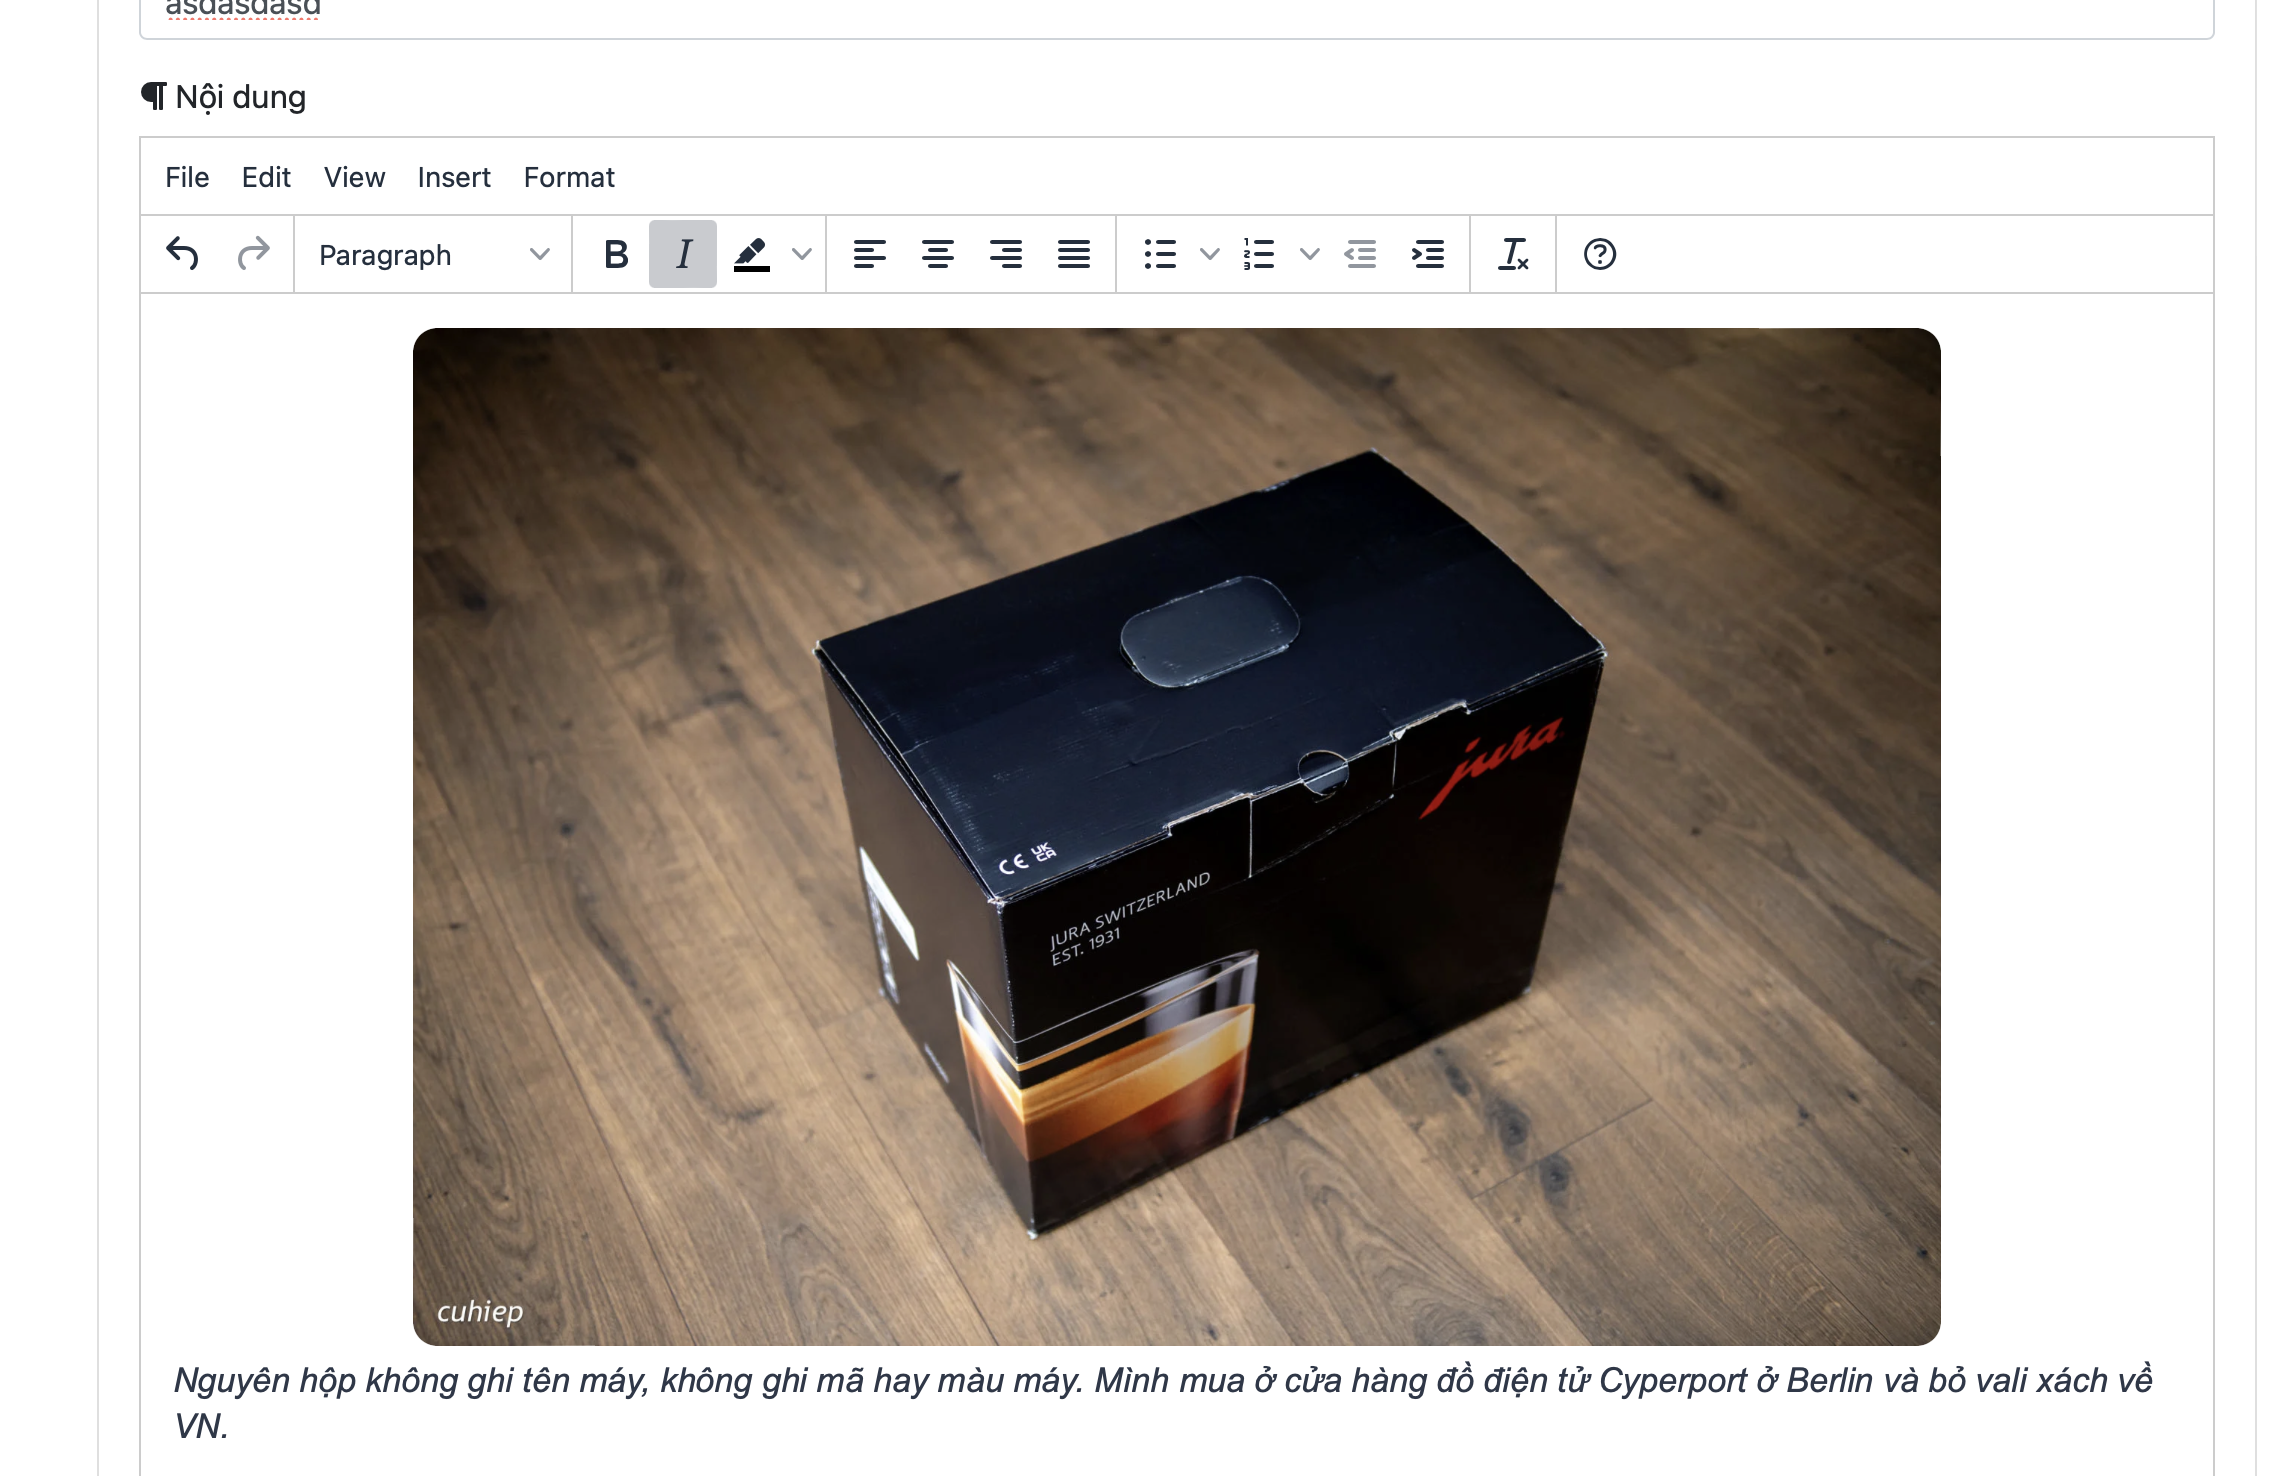 asdasdasd
¶ Nội dung
File Edit View Insert Format
Paragraph B I
jura
CE UK CA
JURA SWITZERLAND
EST. 1931
cuhiep
Nguyên hộp không ghi tên máy, không ghi mã hay màu máy. Mình mua ở cửa hàng đồ điện tử Cyperport ở Berlin và bỏ vali xách về
VN.